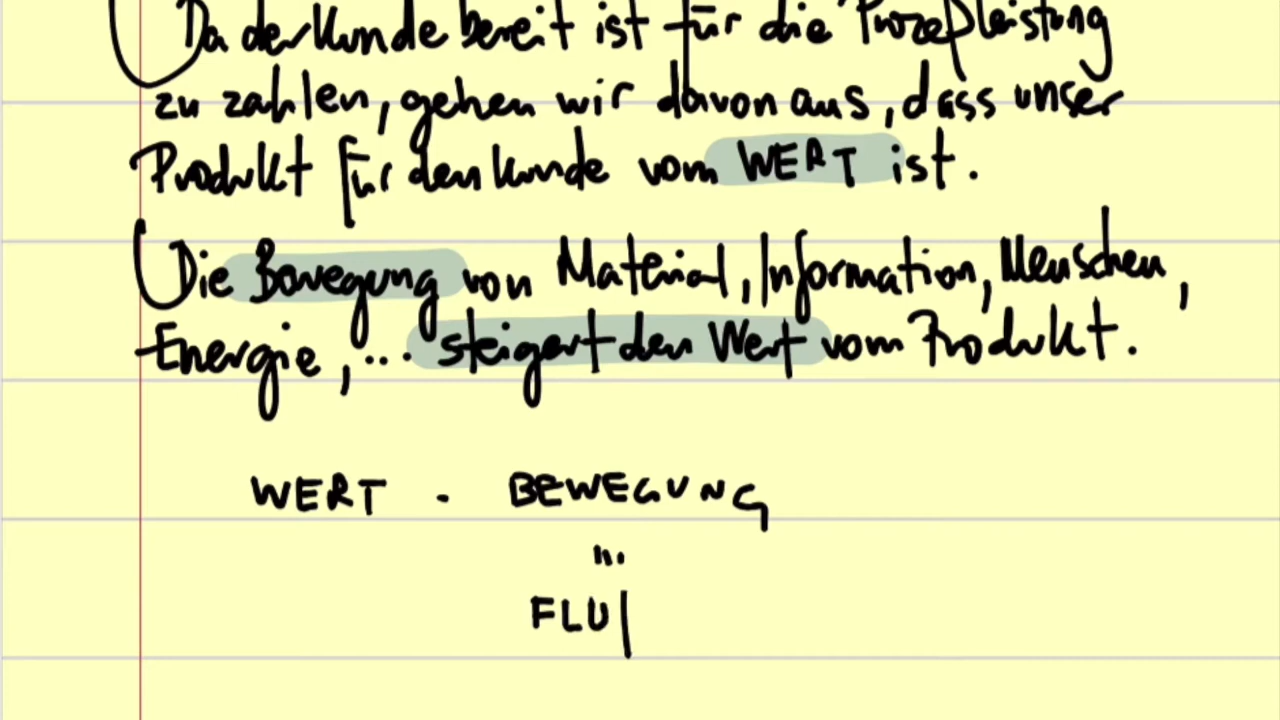 Da der Kunde bereit ist für die Prozeßleistung
zu zahlen, gehen wir davon aus, dass unser
Produkt für den Kunde vom WERT ist.
Die Bewegung von Material, Information, Menschen,
Energie, ... steigert den Wert vom Produkt.
WERT - BEWEGUNG
"...
FLU